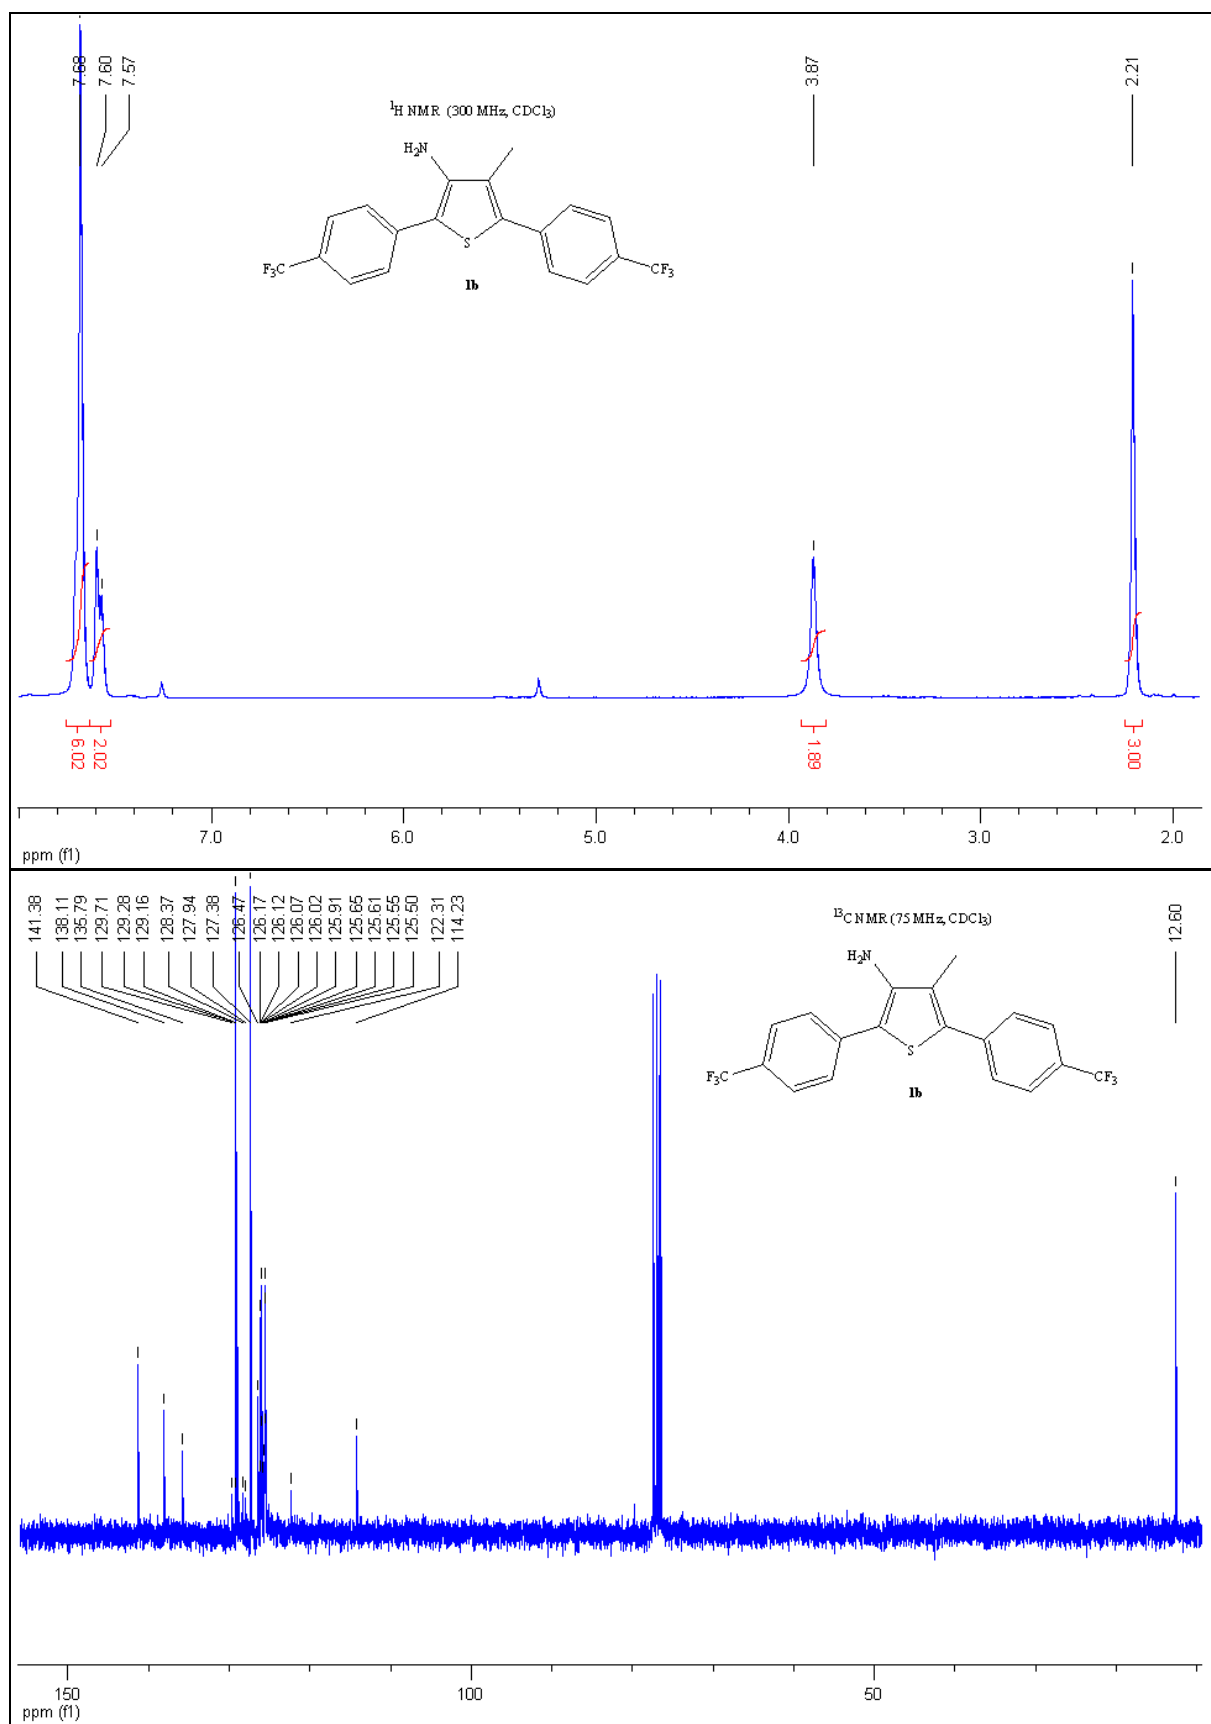 7.68
7.60
7.57
3.87
2.21
¹H NMR (300 MHz, CDCl₃)
H₂N
S
F₃C
CF₃
1b
6.02
2.02
1.89
3.00
7.0 6.0 5.0 4.0 3.0 2.0
ppm (f1)
141.38
138.11
135.79
129.71
129.28
129.16
128.37
127.94
127.38
126.47
126.17
126.12
126.07
126.02
125.91
125.65
125.61
125.55
125.50
122.31
114.23
12.60
¹³C NMR (75 MHz, CDCl₃)
H₂N
S
F₃C
CF₃
1b
150 100 50
ppm (f1)